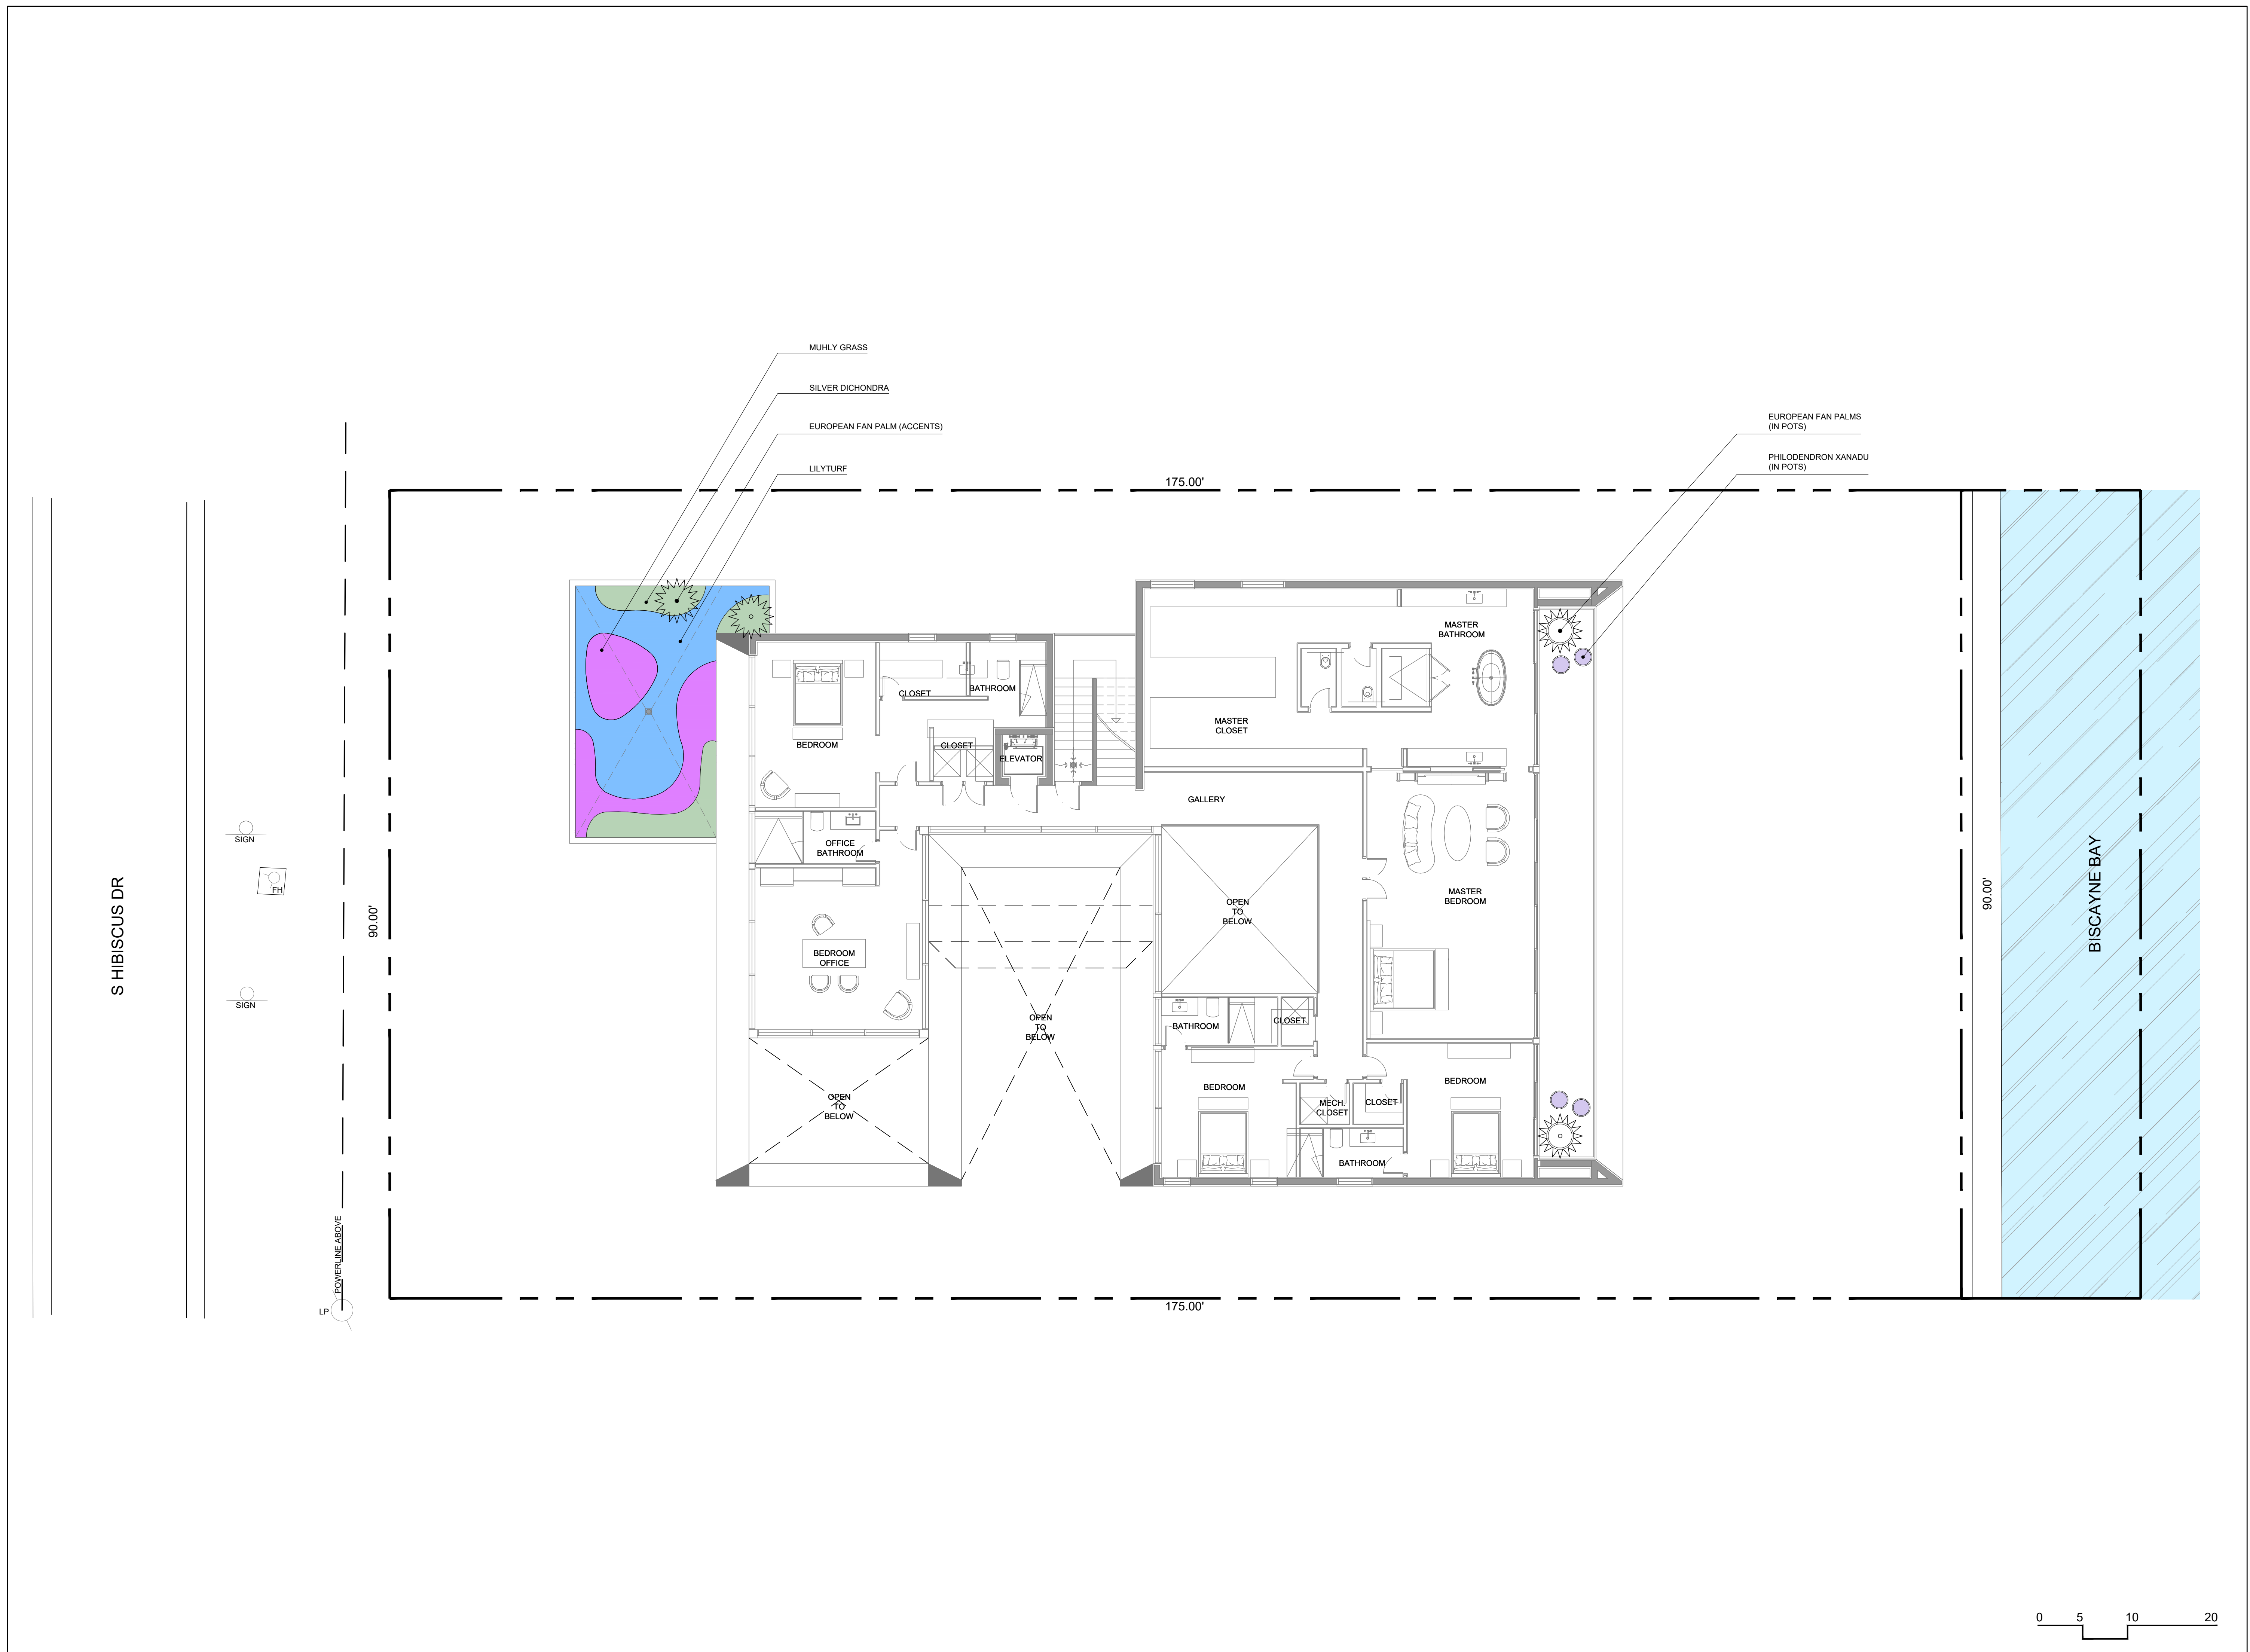 MUHLY GRASS
SILVER DICHONDRA
EUROPEAN FAN PALM (ACCENTS)
LILYTURF
EUROPEAN FAN PALMS
(IN POTS)
PHILODENDRON XANADU
(IN POTS)
175.00'
MASTER
BATHROOM
CLOSET
BATHROOM
MASTER
CLOSET
BEDROOM
CLOSET
ELEVATOR
GALLERY
SIGN
OFFICE
BATHROOM
FH
S HIBISCUS DR
90.00'
MASTER
BEDROOM
OPEN
TO
BELOW
90.00'
BISCAYNE BAY
BEDROOM
OFFICE
SIGN
OPEN
TO
BELOW
BATHROOM
CLOSET
BEDROOM
BEDROOM
OPEN
TO
BELOW
MECH.
CLOSET
CLOSET
BATHROOM
POWERLINE ABOVE
LP
175.00'
0 5 10 20